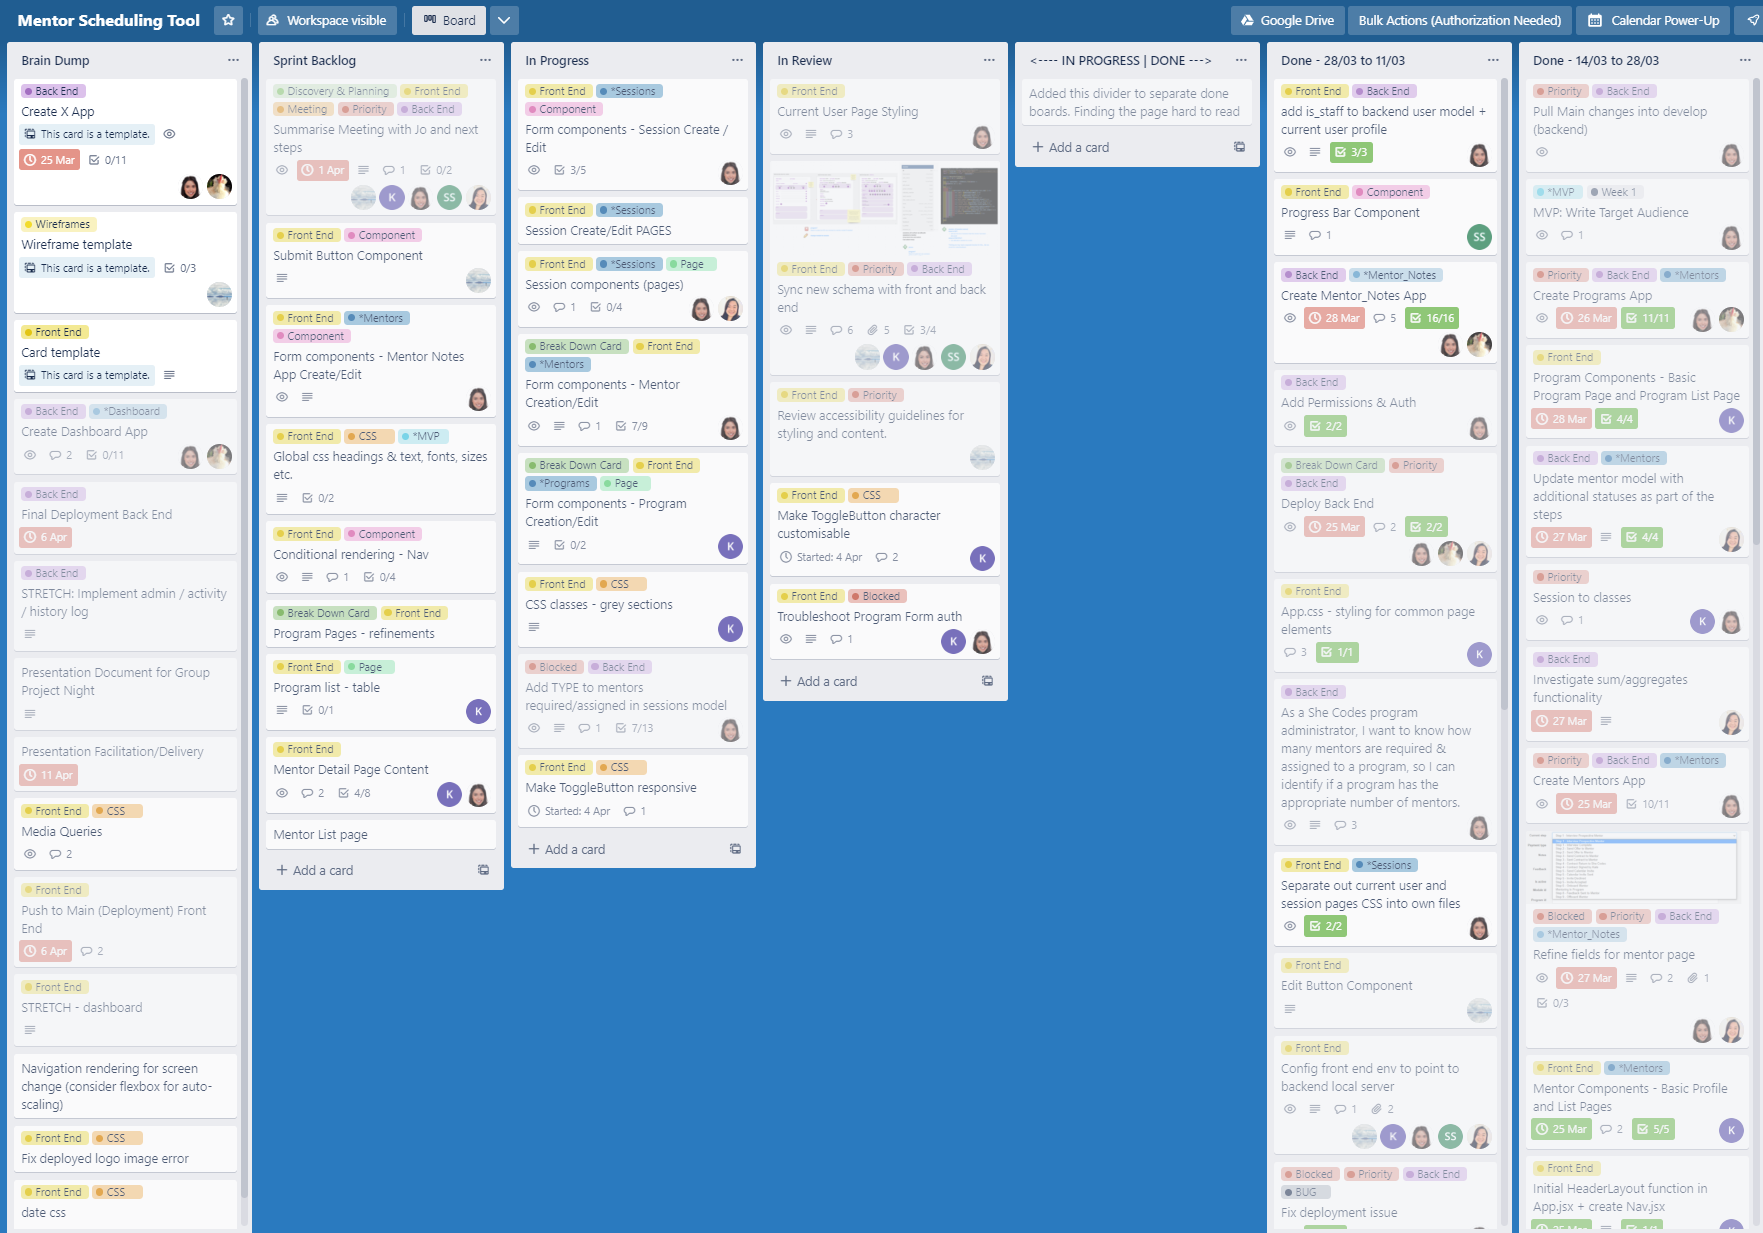 Mentor Scheduling Tool
Workspace visible
Board
Google Drive
Bulk Actions (Authorization Needed)
Calendar Power-Up
Brain Dump
Back End
Create X App
This card is a template.
25 Mar 0/11
Wireframes
Wireframe template
This card is a template. 0/3
Front End
Card template
This card is a template.
Back End *Dashboard
Create Dashboard App
2 0/11
Back End
Final Deployment Back End
6 Apr
Back End
STRETCH: Implement admin / activity
/ history log
Presentation Document for Group
Project Night
Presentation Facilitation/Delivery
11 Apr
Front End CSS
Media Queries
2
Front End
Push to Main (Deployment) Front
End
6 Apr 2
Front End
STRETCH - dashboard
Navigation rendering for screen
change (consider flexbox for auto-
scaling)
Front End CSS
Fix deployed logo image error
Front End CSS
date css
Sprint Backlog
Discovery & Planning Front End
Meeting Priority Back End
Summarise Meeting with Jo and next
steps
1 Apr 1 0/2
K SS
Front End Component
Submit Button Component
Front End *Mentors
Component
Form components - Mentor Notes
App Create/Edit
Front End CSS *MVP
Global css headings & text, fonts, sizes
etc.
0/2
Front End Component
Conditional rendering - Nav
1 0/4
Break Down Card Front End
Program Pages - refinements
Front End Page
Program list - table
0/1 K
Front End
Mentor Detail Page Content
2 4/8 K
Mentor List page
+ Add a card
In Progress
Front End *Sessions
Component
Form components - Session Create /
Edit
3/5
Front End *Sessions
Session Create/Edit PAGES
Front End *Sessions Page
Session components (pages)
1 0/4
Break Down Card Front End
*Mentors
Form components - Mentor
Creation/Edit
1 7/9
Break Down Card Front End
*Programs Page
Form components - Program
Creation/Edit
0/2 K
Front End CSS
CSS classes - grey sections
K
Blocked Back End
Add TYPE to mentors
required/assigned in sessions model
1 7/13
Front End CSS
Make ToggleButton responsive
Started: 4 Apr 1
+ Add a card
In Review
Front End
Current User Page Styling
3
Front End Priority Back End
Sync new schema with front and back
end
6 5 3/4
K SS
Front End Priority
Review accessibility guidelines for
styling and content.
Front End CSS
Make ToggleButton character
customisable
Started: 4 Apr 2 K
Front End Blocked
Troubleshoot Program Form auth
1 K
+ Add a card
<---- IN PROGRESS | DONE --->
Added this divider to separate done
boards. Finding the page hard to read
+ Add a card
Done - 28/03 to 11/03
Front End Back End
add is_staff to backend user model +
current user profile
3/3
Front End Component
Progress Bar Component
1 SS
Back End *Mentor_Notes
Create Mentor_Notes App
28 Mar 5 16/16
Back End
Add Permissions & Auth
2/2
Break Down Card Priority
Back End
Deploy Back End
25 Mar 2 2/2
Front End
App.css - styling for common page
elements
3 1/1 K
Back End
As a She Codes program
administrator, I want to know how
many mentors are required &
assigned to a program, so I can
identify if a program has the
appropriate number of mentors.
3
Front End *Sessions
Separate out current user and
session pages CSS into own files
2/2
Front End
Edit Button Component
Front End
Config front end env to point to
backend local server
1 2
K SS
Blocked Priority Back End
BUG
Fix deployment issue
Done - 14/03 to 28/03
Priority Back End
Pull Main changes into develop
(backend)
*MVP Week 1
MVP: Write Target Audience
1
Priority Back End *Mentors
Create Programs App
26 Mar 11/11
Front End
Program Components - Basic
Program Page and Program List Page
28 Mar 4/4 K
Back End *Mentors
Update mentor model with
additional statuses as part of the
steps
27 Mar 4/4
Priority
Session to classes
1 K
Back End
Investigate sum/aggregates
functionality
27 Mar
Priority Back End *Mentors
Create Mentors App
25 Mar 10/11
Blocked Priority Back End
*Mentor_Notes
Refine fields for mentor page
27 Mar 2 1
0/3
Front End *Mentors
Mentor Components - Basic Profile
and List Pages
25 Mar 2 5/5 K
Front End
Initial HeaderLayout function in
App.jsx + create Nav.jsx